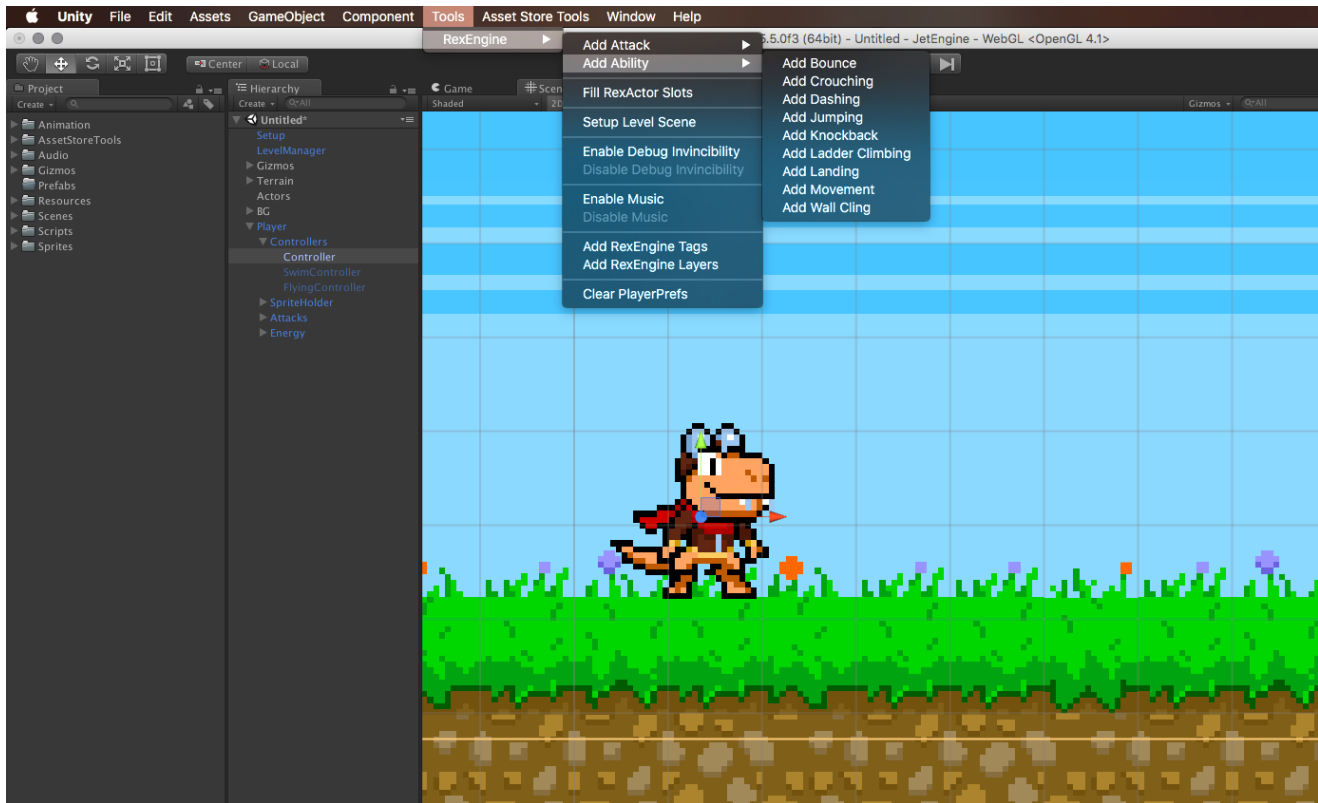 Unity File Edit Assets GameObject Component Tools Asset Store Tools Window Help
5.5.0f3 (64bit) - Untitled - JetEngine - WebGL <OpenGL 4.1>
RexEngine
Add Attack
Add Ability
Fill RexActor Slots
Setup Level Scene
Enable Debug Invincibility
Disable Debug Invincibility
Enable Music
Disable Music
Add RexEngine Tags
Add RexEngine Layers
Clear PlayerPrefs
Add Bounce
Add Crouching
Add Dashing
Add Jumping
Add Knockback
Add Ladder Climbing
Add Landing
Add Movement
Add Wall Cling
Center Local
Project
Create
Animation
AssetStoreTools
Audio
Gizmos
Prefabs
Resources
Scenes
Scripts
Sprites
Hierarchy
Create All
Untitled*
Setup
LevelManager
Gizmos
Terrain
Actors
BG
Player
Controllers
Controller
SwimController
FlyingController
SpriteHolder
Attacks
Energy
Game Scen
Shaded 2D
Gizmos All